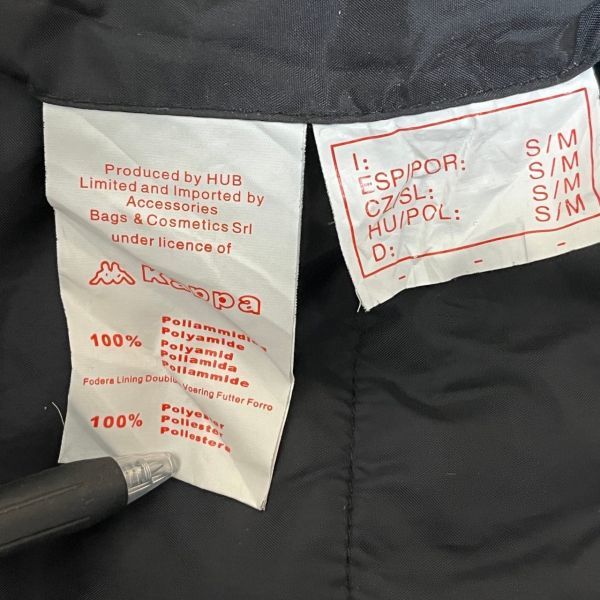 Produced by HUB
Limited and Imported by
Accessories
Bags & Cosmetics Srl
under licence of
Kappa
100%
Poliammidica
Polyamide
Polyamid
Poliamida
Poliammide
Fodera Lining Doublure Voering Futter Forro
100%
Polyester
Poliester
Poliestere
I: S/M
ESP/POR: S/M
CZ/SL: S/M
HU/POL: S/M
D:
- - -